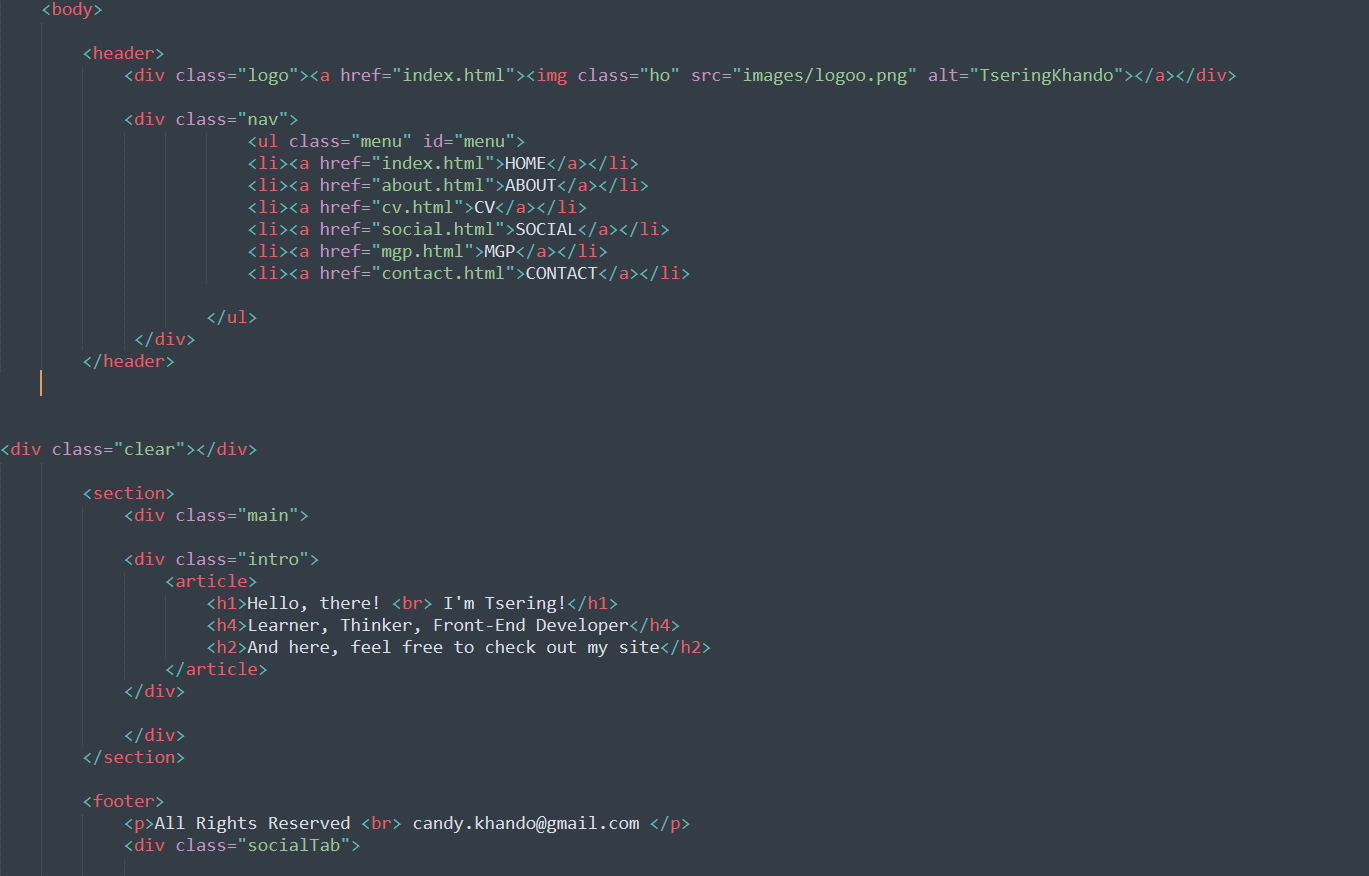 <body>
<header>
<div class="logo"><a href="index.html"><img class="ho" src="images/logoo.png" alt="TseringKhando"></a></div>
<div class="nav">
<ul class="menu" id="menu">
<li><a href="index.html">HOME</a></li>
<li><a href="about.html">ABOUT</a></li>
<li><a href="cv.html">CV</a></li>
<li><a href="social.html">SOCIAL</a></li>
<li><a href="mgp.html">MGP</a></li>
<li><a href="contact.html">CONTACT</a></li>
</ul>
</div>
</header>
<div class="clear"></div>
<section>
<div class="main">
<div class="intro">
<article>
<h1>Hello, there! <br> I'm Tsering!</h1>
<h4>Learner, Thinker, Front-End Developer</h4>
<h2>And here, feel free to check out my site</h2>
</article>
</div>
</div>
</section>
<footer>
<p>All Rights Reserved <br> candy.khando@gmail.com </p>
<div class="socialTab">